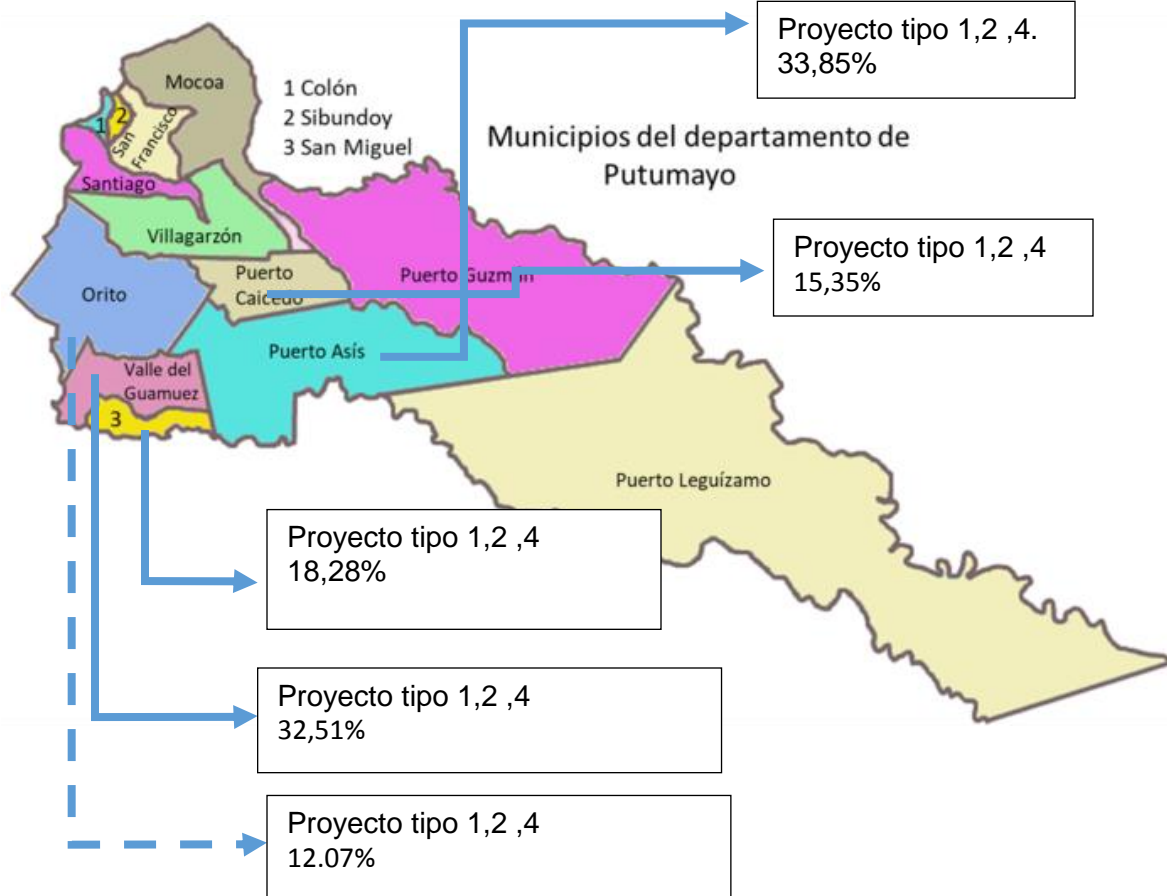 Proyecto tipo 1,2 ,4.
33,85%
Mocoa
1 Colón
2 Sibundoy
3 San Miguel
Municipios del departamento de
Putumayo
1
2
San
Francisco
Santiago
Villagarzón
Proyecto tipo 1,2 ,4
15,35%
Puerto
Caicedo
Puerto Guzmán
Orito
Puerto Asís
Valle del
Guamuez
3
Puerto Leguízamo
Proyecto tipo 1,2 ,4
18,28%
Proyecto tipo 1,2 ,4
32,51%
Proyecto tipo 1,2 ,4
12.07%